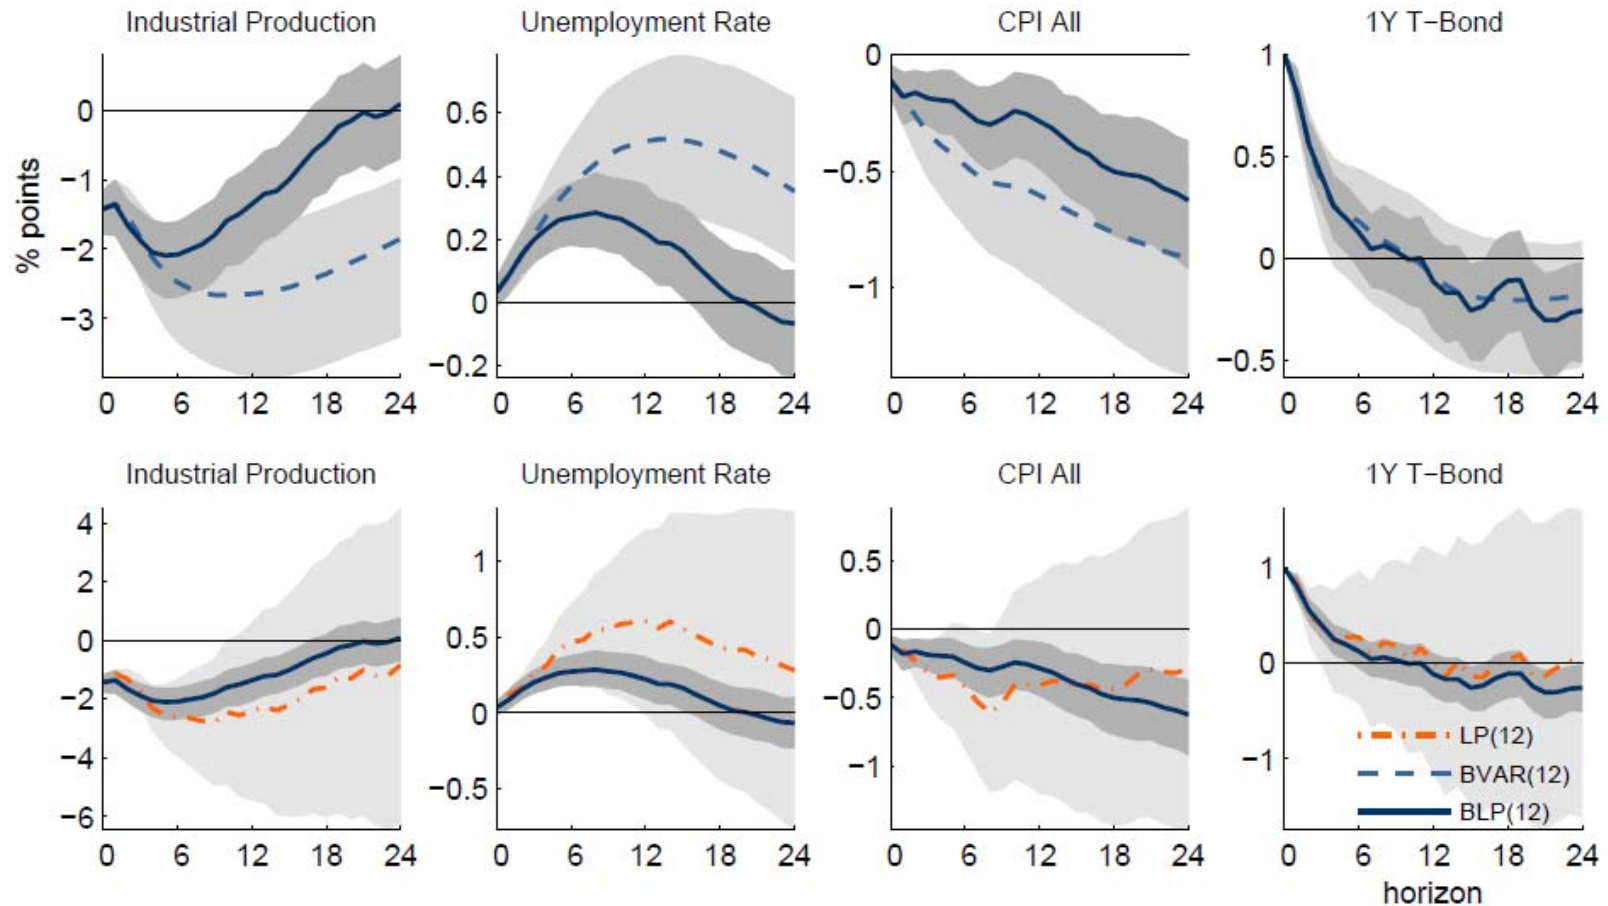 Industrial Production
Unemployment Rate
CPI All
1Y T−Bond
% points
0
−1
−2
−3
0 6 12 18 24
0.6
0.4
0.2
0
−0.2
0 6 12 18 24
0
−0.5
−1
0 6 12 18 24
1
0.5
0
−0.5
0 6 12 18 24
Industrial Production
Unemployment Rate
CPI All
1Y T−Bond
4
2
0
−2
−4
−6
0 6 12 18 24
1
0.5
0
−0.5
0 6 12 18 24
0.5
0
−0.5
−1
0 6 12 18 24
1
0
−1
LP(12)
BVAR(12)
BLP(12)
0 6 12 18 24
horizon